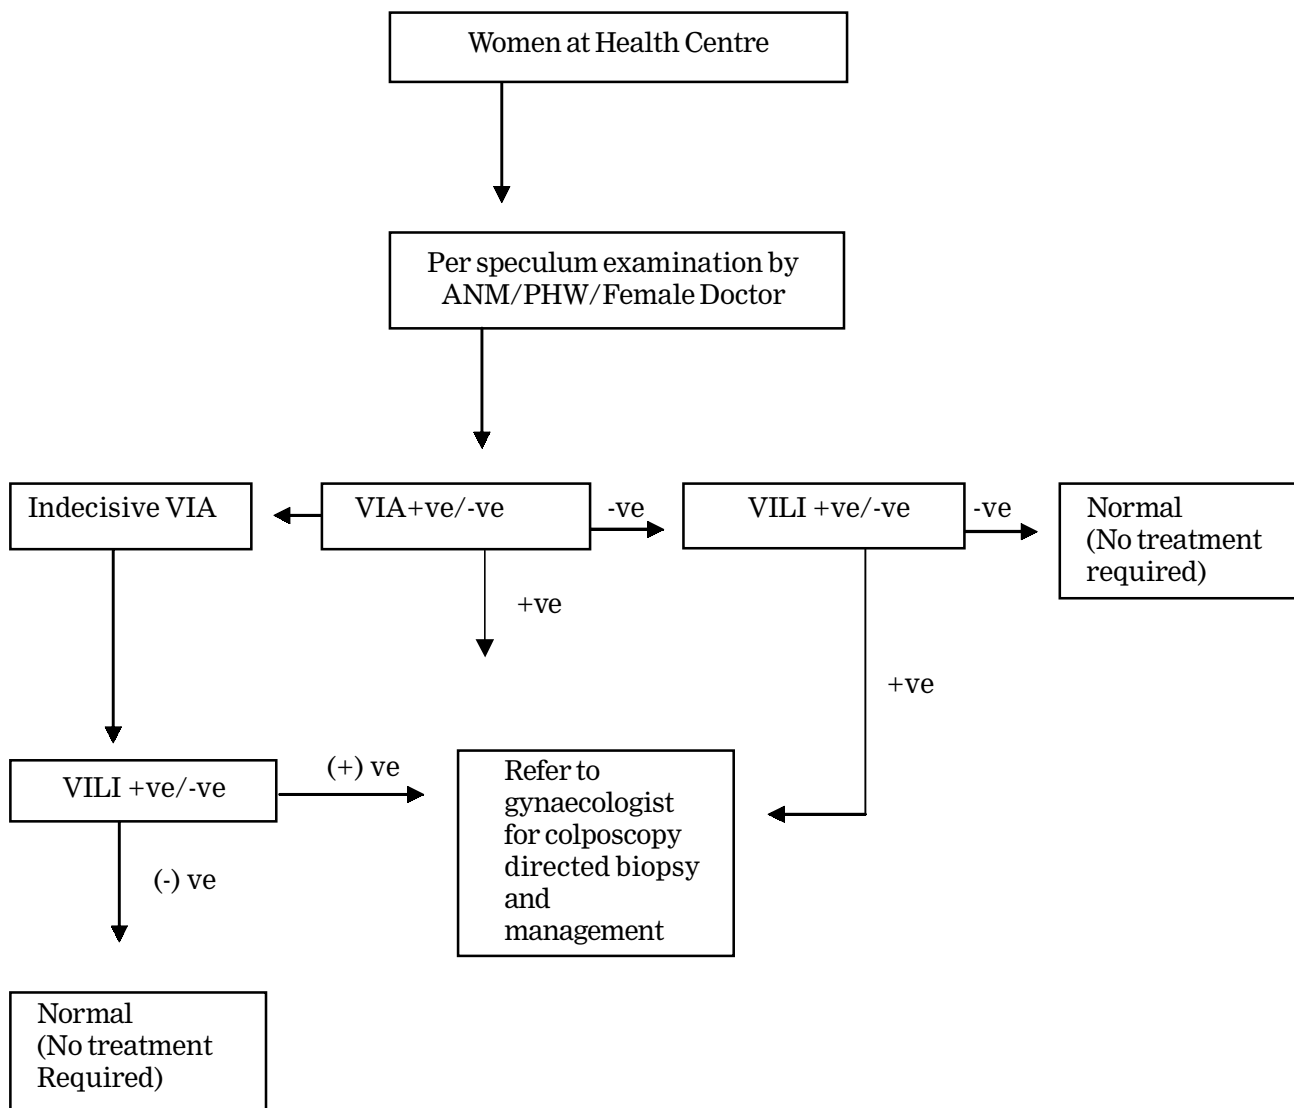 Women at Health Centre
Per speculum examination by
ANM/PHW/Female Doctor
Indecisive VIA
VIA+ve/-ve
-ve
VILI +ve/-ve
-ve
Normal
(No treatment
required)
+ve
+ve
VILI +ve/-ve
(+) ve
Refer to
gynaecologist
for colposcopy
directed biopsy
and
management
(-) ve
Normal
(No treatment
Required)